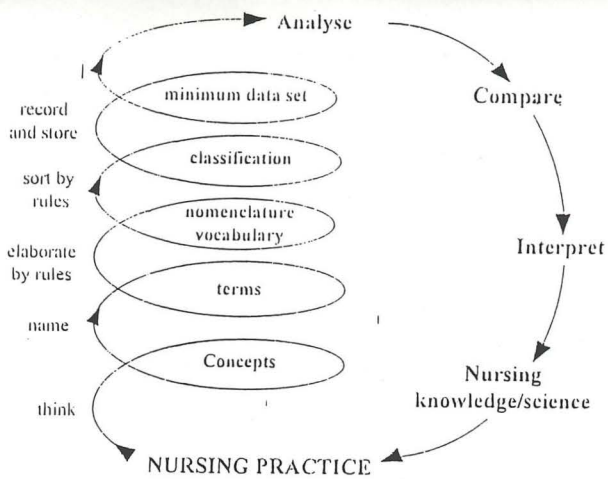 Analyse
minimum data set
Compare
record
and store
classification
sort by
rules
nomenclature
vocabulary
Interpret
elaborate
by rules
terms
name
Concepts
Nursing
knowledge/science
think
NURSING PRACTICE